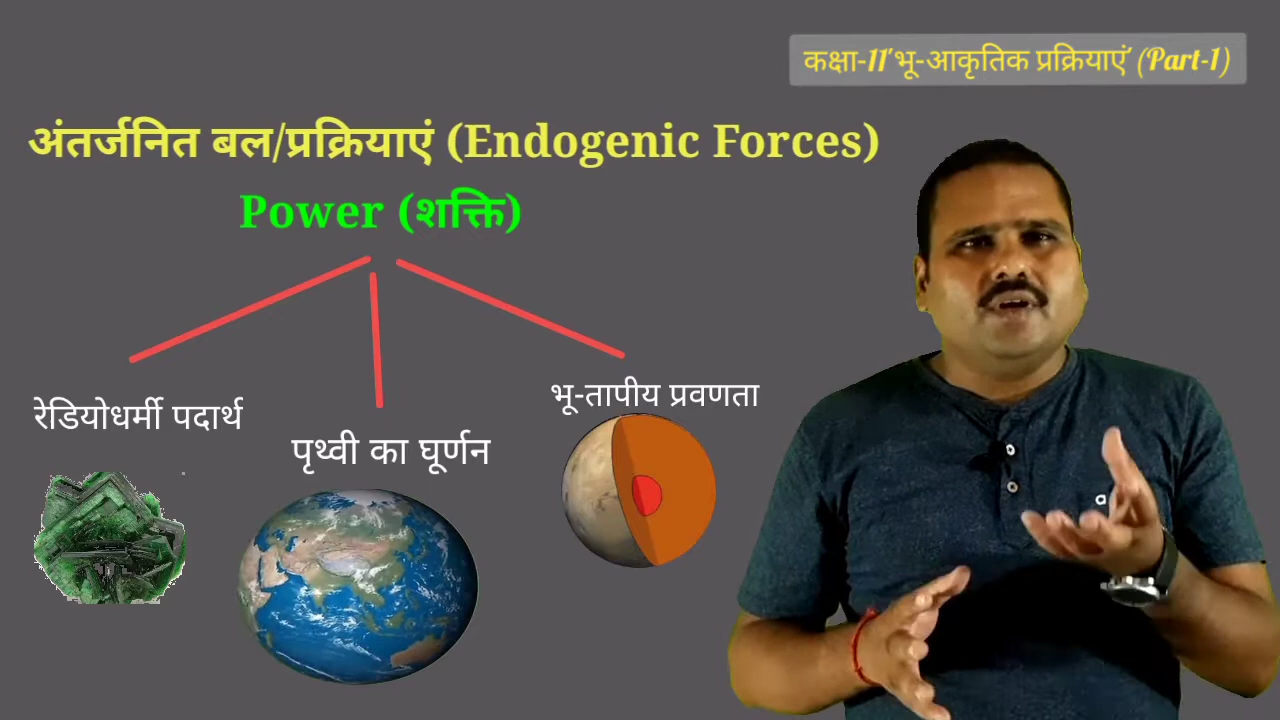 कक्षा-11'भू-आकृतिक प्रक्रियाएं' (Part-1)
अंतर्जनित बल/प्रक्रियाएं (Endogenic Forces)
Power (शक्ति)
रेडियोधर्मी पदार्थ
पृथ्वी का घूर्णन
भू-तापीय प्रवणता